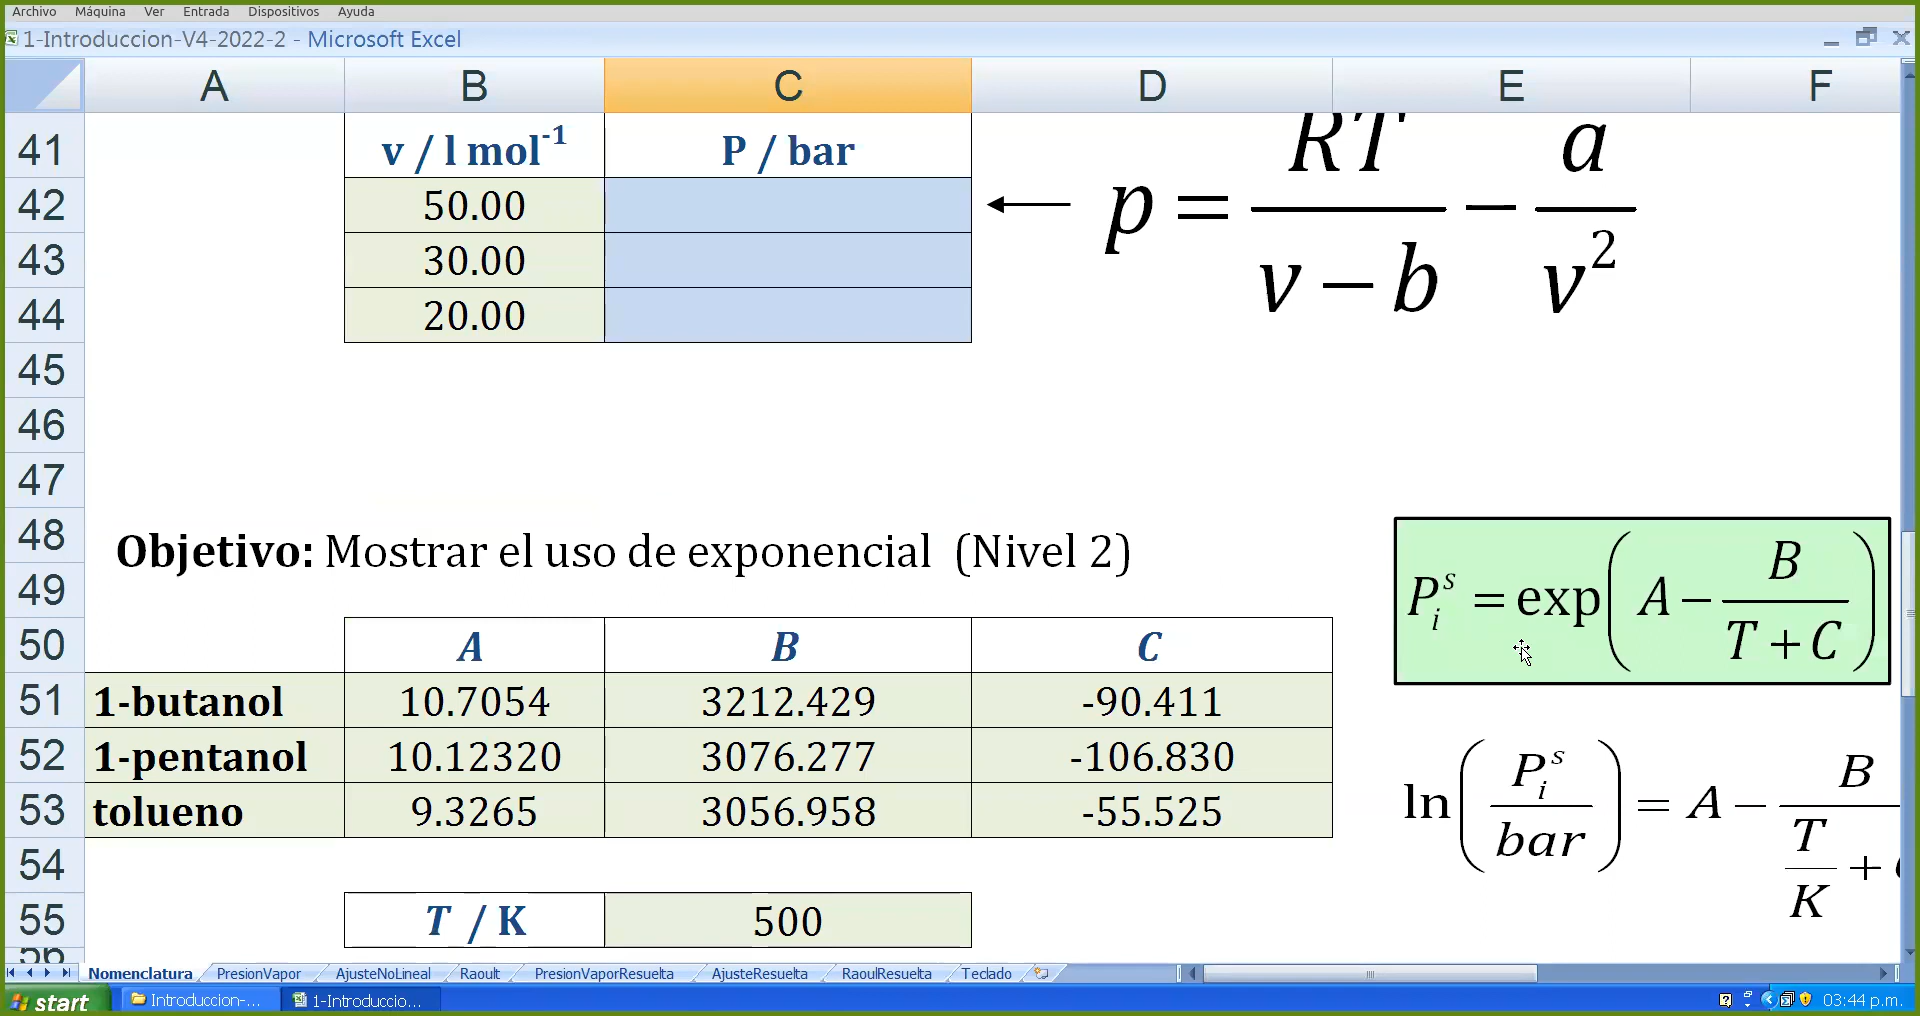 Archivo Máquina Ver Entrada Dispositivos Ayuda
1-Introduccion-V4-2022-2 - Microsoft Excel
A B C D E F
41 v / l mol⁻¹ P / bar
42 50.00
43 30.00
44 20.00
p = RT / (v − b) − a / v²
45
46
47
48
Objetivo: Mostrar el uso de exponencial (Nivel 2)
49
P_i^s = exp( A − B / (T + C) )
50 A B C
51 1-butanol 10.7054 3212.429 -90.411
52 1-pentanol 10.12320 3076.277 -106.830
53 tolueno 9.3265 3056.958 -55.525
ln( P_i^s / bar ) = A − B / (T / K +
54
55 T / K 500
56
Nomenclatura PresionVapor AjusteNoLineal Raoult PresionVaporResuelta AjusteResuelta RaoulResuelta Teclado
start Introduccion-... 1-Introduccio... 03:44 p.m.